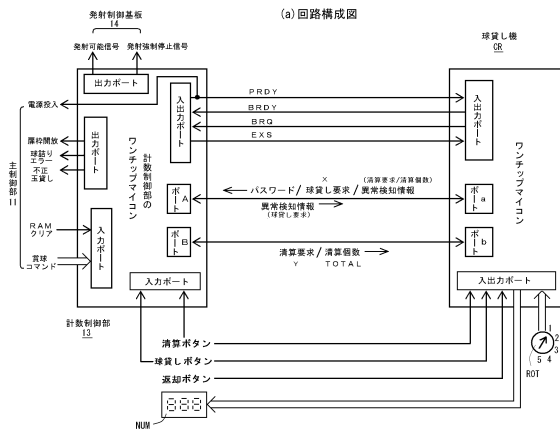 (a)回路構成図
発射制御基板
14
発射可能信号
発射強制停止信号
球貸し機
CR
出力ポート
電源投入
入出力ポート
PRDY
BRDY
BRQ
EXS
入出力ポート
主制御部
11
扉枠開放
球詰り
エラー
不正
玉貸し
出力ポート
計数制御部の
ワンチップマイコン
ワンチップマイコン
X (清算要求/清算個数)
パスワード/球貸し要求/異常検知情報
異常検知情報
(球貸し要求)
ポートA
ポートa
RAM
クリア
賞球
コマンド
入力ポート
ポートB
ポートb
清算要求/清算個数
Y TOTAL
入力ポート
入出力ポート
計数制御部
13
清算ボタン
球貸しボタン
返却ボタン
1
2
3
4
5
ROT
888
NUM